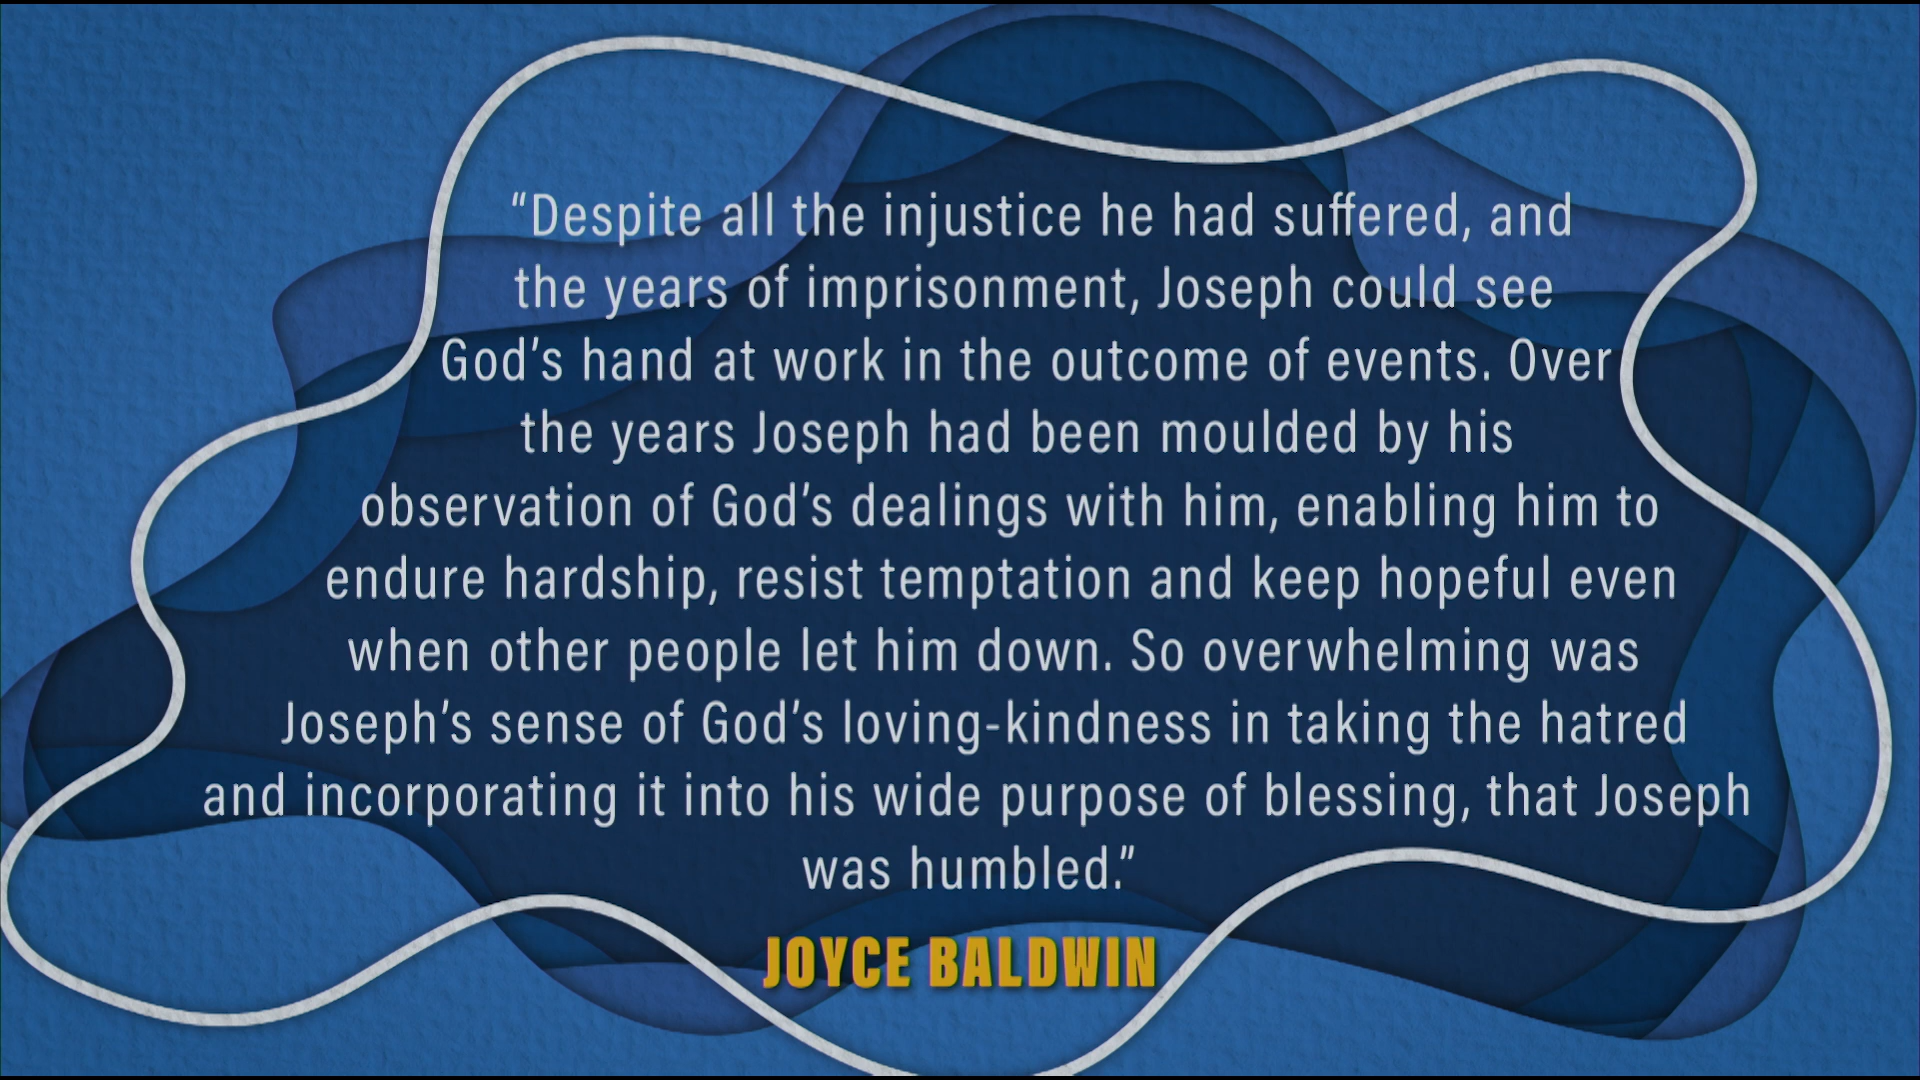 “Despite all the injustice he had suffered, and
the years of imprisonment, Joseph could see
God’s hand at work in the outcome of events. Over
the years Joseph had been moulded by his
observation of God’s dealings with him, enabling him to
endure hardship, resist temptation and keep hopeful even
when other people let him down. So overwhelming was
Joseph’s sense of God’s loving-kindness in taking the hatred
and incorporating it into his wide purpose of blessing, that Joseph
was humbled.”
JOYCE BALDWIN